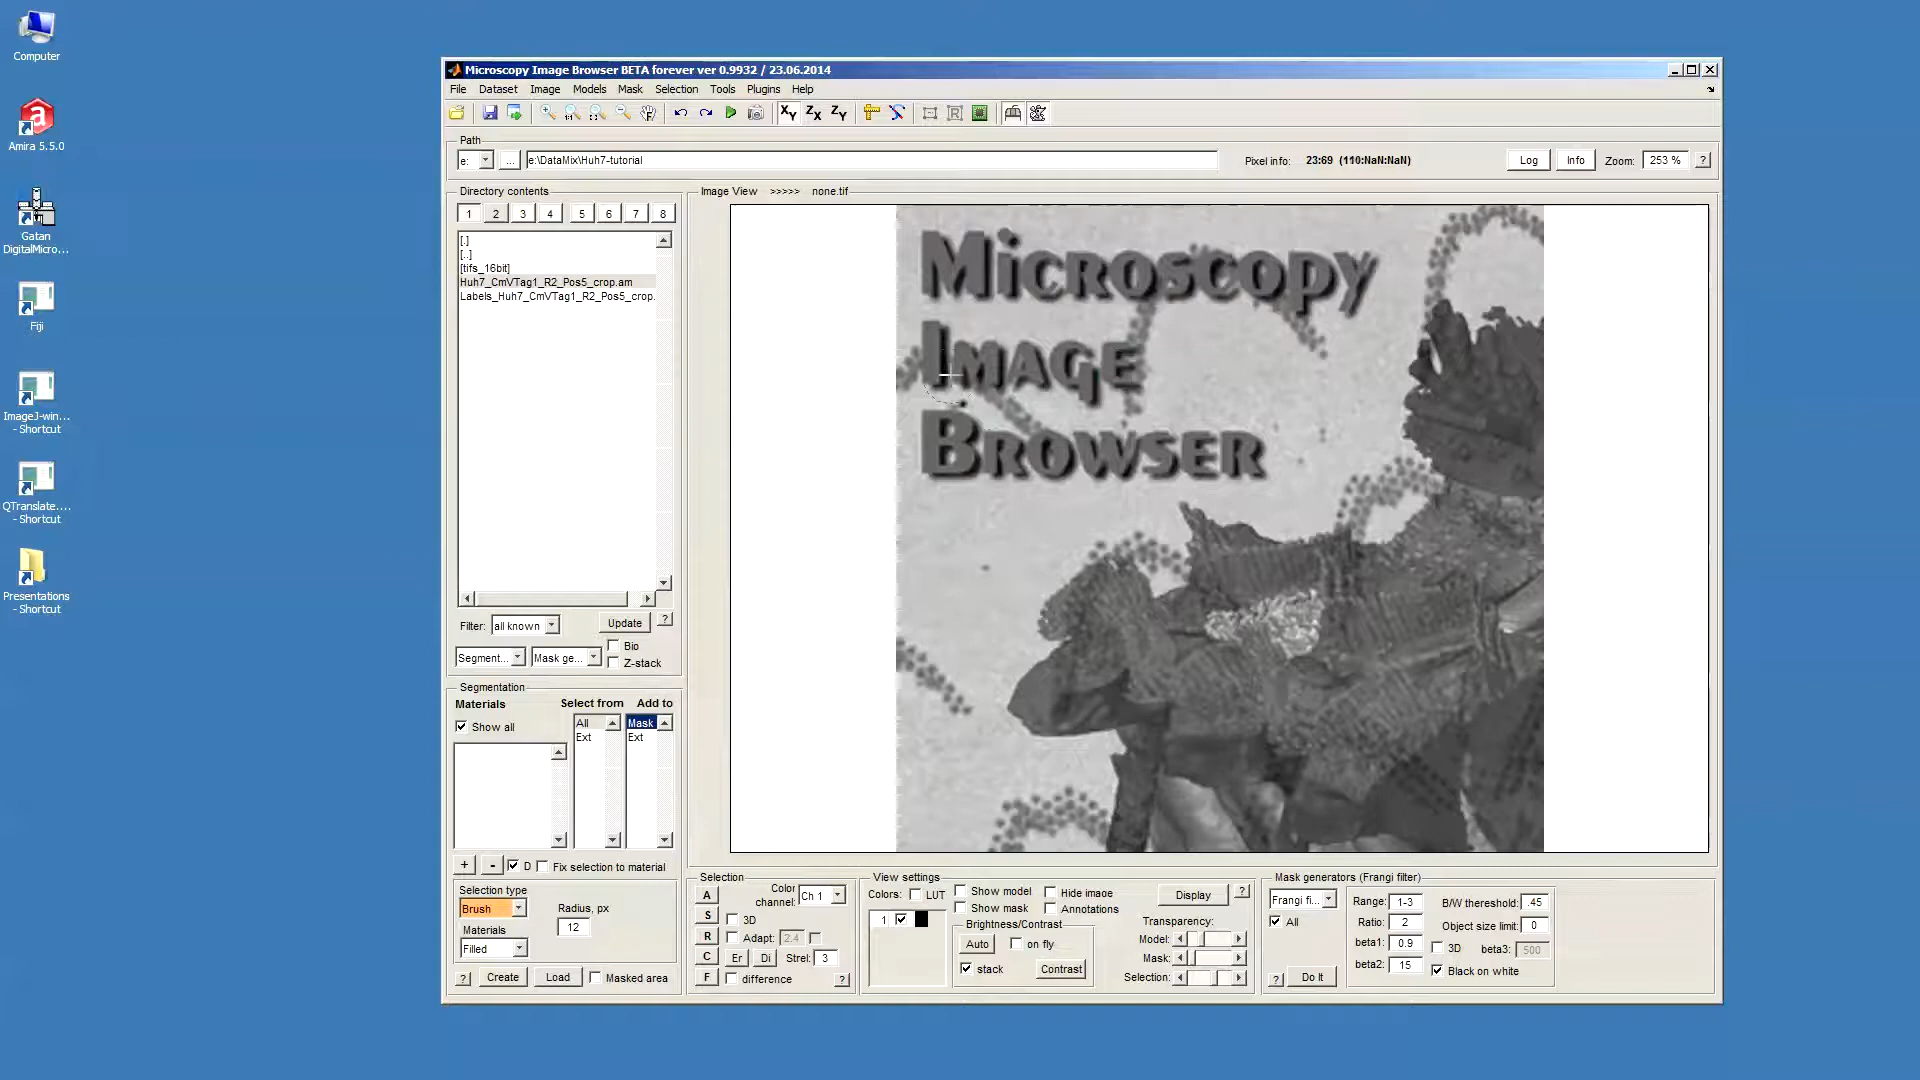 Computer
Amira 5.5.0
Gatan
DigitalMicro...
Fiji
ImageJ-win...
- Shortcut
QTranslate....
- Shortcut
Presentations
- Shortcut
Microscopy Image Browser BETA forever ver 0.9932 / 23.06.2014
File Dataset Image Models Mask Selection Tools Plugins Help
XY ZX ZY
Path
e: ... e:\DataMix\Huh7-tutorial Pixel info: 23:69 (110:NaN:NaN) Log Info Zoom: 253 % ?
Directory contents
1 2 3 4 5 6 7 8
[.]
[..]
[tifs_16bit]
Huh7_CmVTag1_R2_Pos5_crop.am
Labels_Huh7_CmVTag1_R2_Pos5_crop.
Filter: all known Update ?
Segment... Mask ge... Bio
Z-stack
Image View >>>>> none.tif
Microscopy
Image
Browser
Segmentation
Materials Select from Add to
Show all
All
Ext
Mask
Ext
+ - D Fix selection to material
Selection type
Brush Radius, px
12
Materials
Filled
? Create Load Masked area
Selection
A Color channel: Ch 1
S 3D
R Adapt: 2.4
C Er Di Strel: 3
F difference ?
View settings
Colors: LUT Show model Hide image Display ?
1 Show mask Annotations
Brightness/Contrast
Auto on fly
stack Contrast
Transparency:
Model:
Mask:
Selection:
Mask generators (Frangi filter)
Frangi fi...
All
? Do It
Range: 1-3 B/W thereshold: .45
Ratio: 2 Object size limit: 0
beta1: 0.9 3D beta3: 500
beta2: 15 Black on white